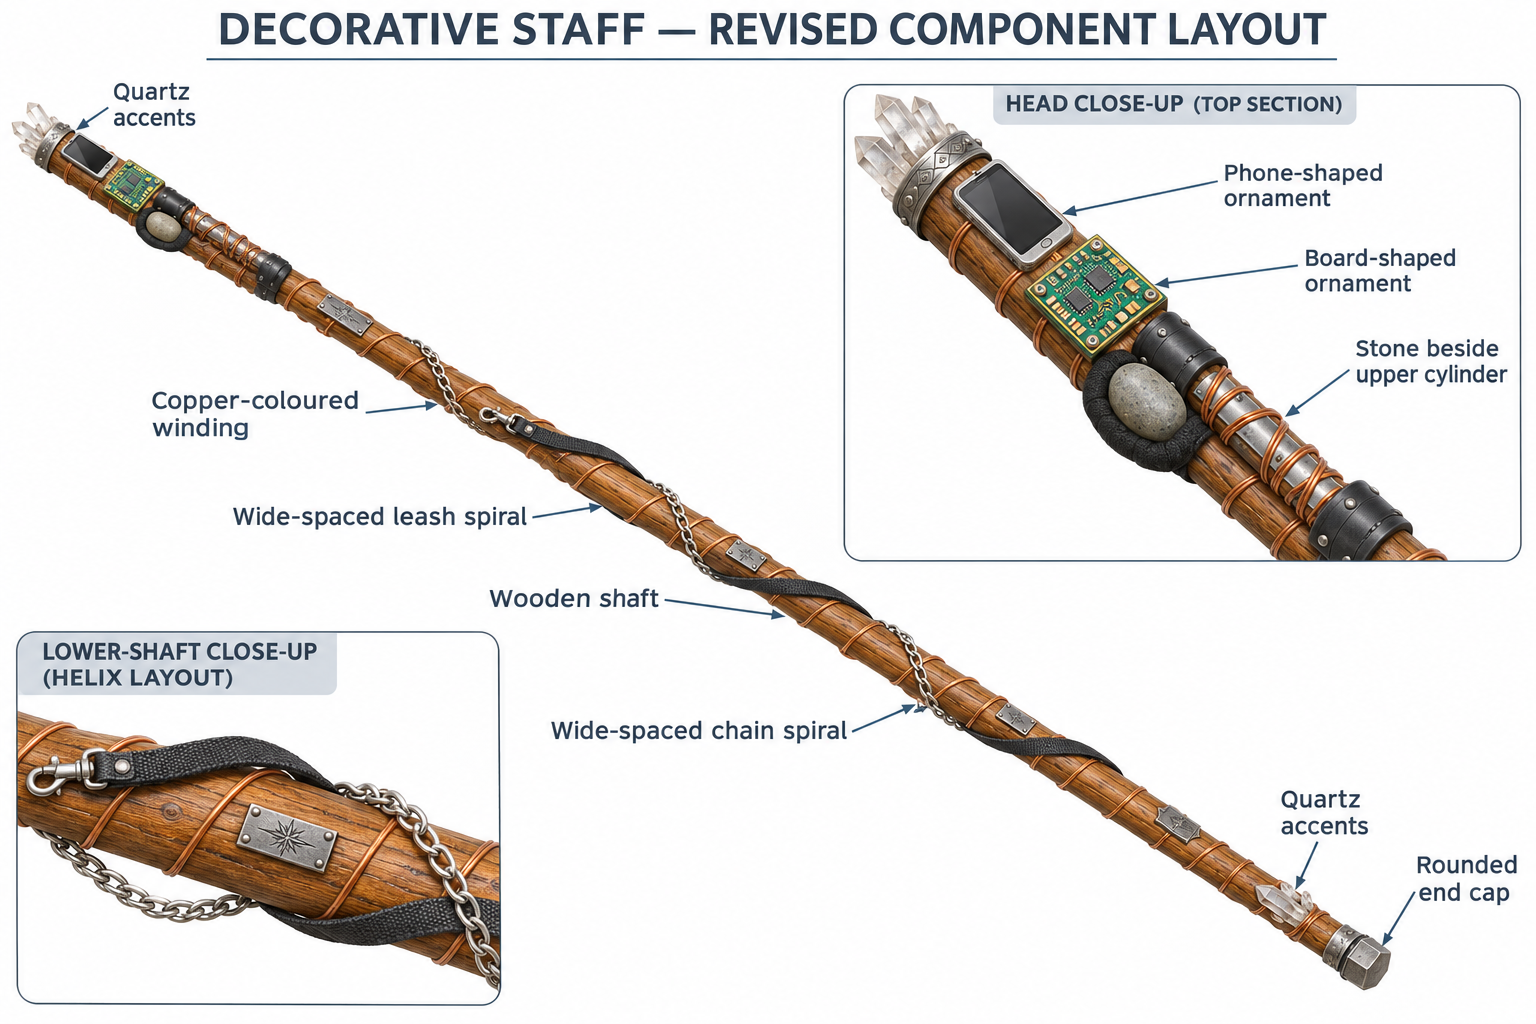 DECORATIVE STAFF — REVISED COMPONENT LAYOUT
Quartz
accents
HEAD CLOSE-UP (TOP SECTION)
Phone-shaped
ornament
Board-shaped
ornament
Stone beside
upper cylinder
Copper-coloured
winding
Wide-spaced leash spiral
Wooden shaft
LOWER-SHAFT CLOSE-UP
(HELIX LAYOUT)
Wide-spaced chain spiral
Quartz
accents
Rounded
end cap